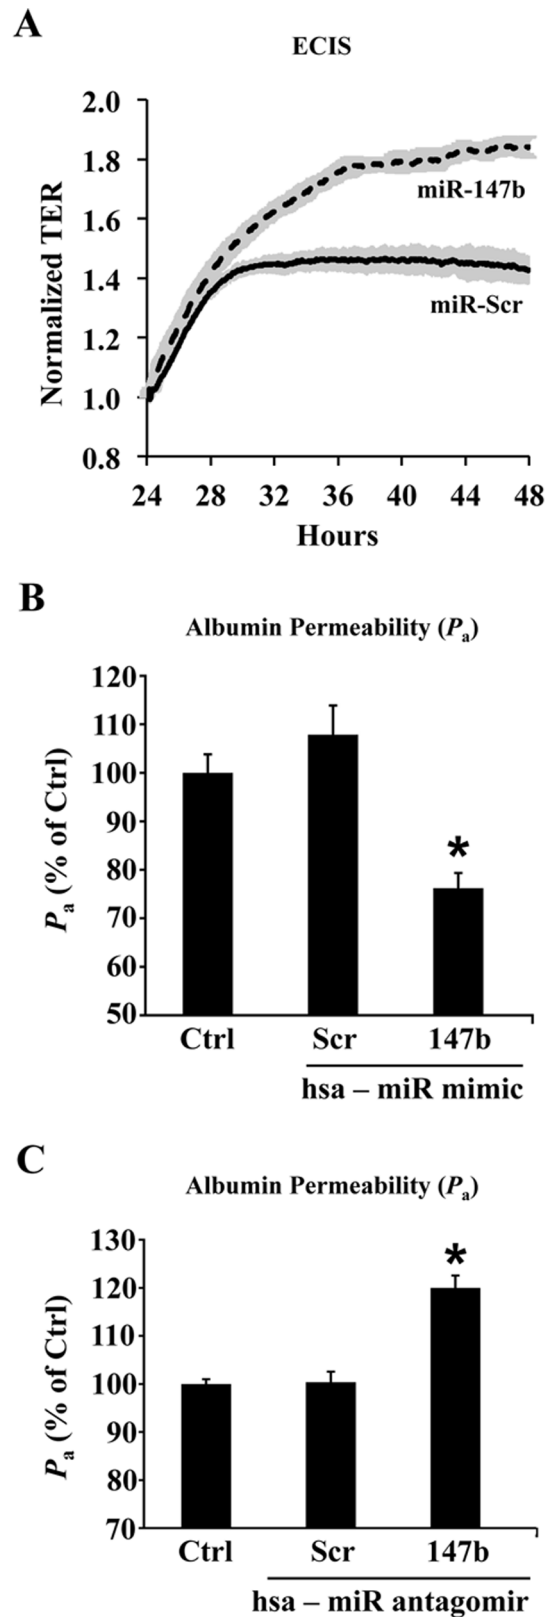 A
ECIS
Normalized TER
2.0
1.8
1.6
1.4
1.2
1.0
0.8
miR-147b
miR-Scr
24 28 32 36 40 44 48
Hours
B
Albumin Permeability (Pa)
Pa (% of Ctrl)
120
110
100
90
80
70
60
50
*
Ctrl Scr 147b
hsa – miR mimic
C
Albumin Permeability (Pa)
Pa (% of Ctrl)
130
120
110
100
90
80
70
*
Ctrl Scr 147b
hsa – miR antagomir